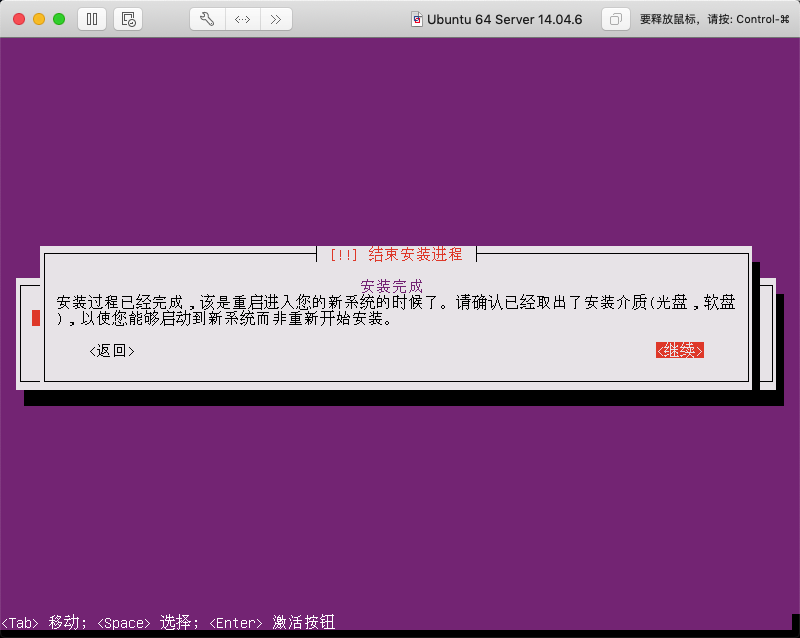 Ubuntu 64 Server 14.04.6
要释放鼠标，请按: Control-⌘
[!!] 结束安装进程
安装完成
安装过程已经完成,该是重启进入您的新系统的时候了。请确认已经取出了安装介质(光盘,软盘
),以使您能够启动到新系统而非重新开始安装。
<返回>
<继续>
<Tab> 移动; <Space> 选择; <Enter> 激活按钮